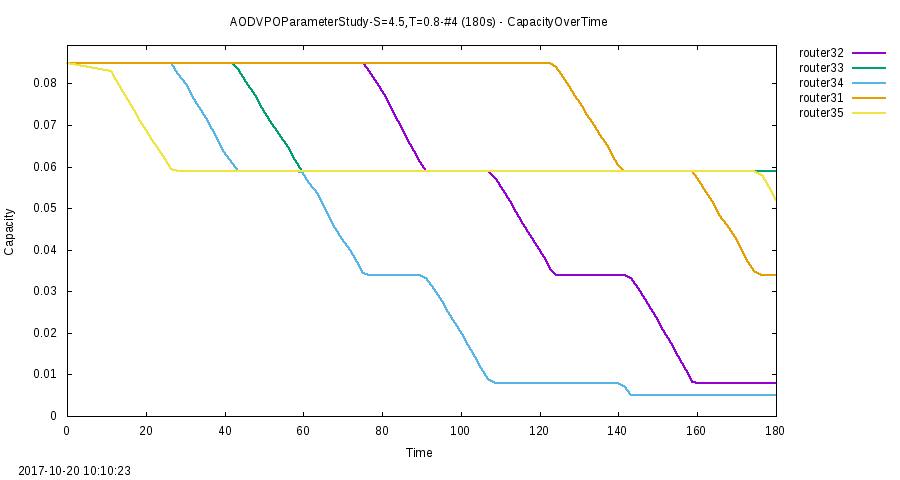 AODVPOParameterStudy-S=4.5,T=0.8-#4 (180s) - CapacityOverTime
router32
router33
router34
router31
router35
0.08
0.07
0.06
0.05
0.04
0.03
0.02
0.01
0
Capacity
0 20 40 60 80 100 120 140 160 180
Time
2017-10-20 10:10:23